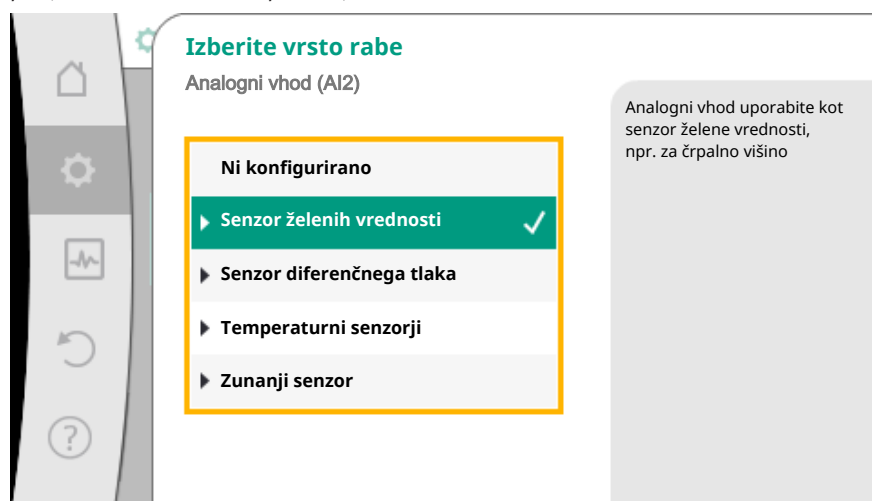 Izberite vrsto rabe
Analogni vhod (AI2)
Analogni vhod uporabite kot
senzor želene vrednosti,
npr. za črpalno višino
Ni konfigurirano
Senzor želenih vrednosti
Senzor diferenčnega tlaka
Temperaturni senzorji
Zunanji senzor
?